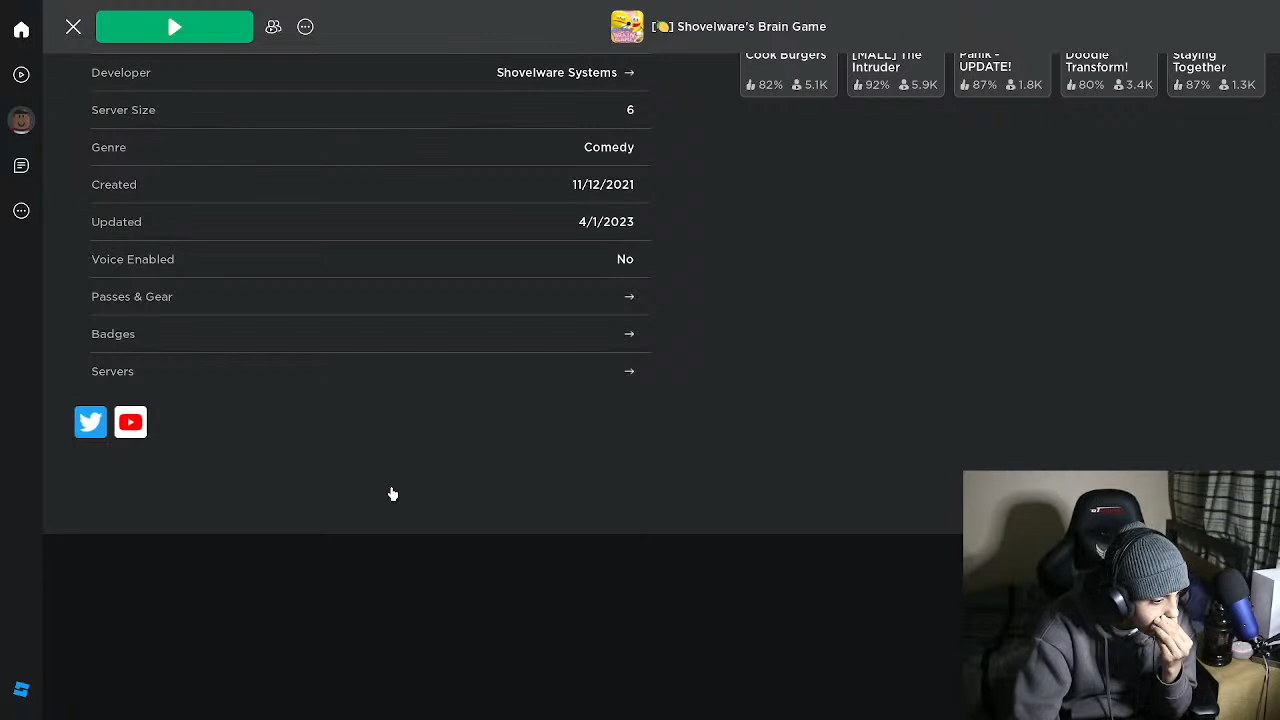 [🍋] Shovelware's Brain Game
Developer
Shovelware Systems →
Server Size
6
Genre
Comedy
Created
11/12/2021
Updated
4/1/2023
Voice Enabled
No
Passes & Gear →
Badges →
Servers →
Cook Burgers
82% 5.1K
[MALL] The
Intruder
92% 5.9K
Panik -
UPDATE!
87% 1.8K
Doodle
Transform!
80% 3.4K
Staying
Together
87% 1.3K